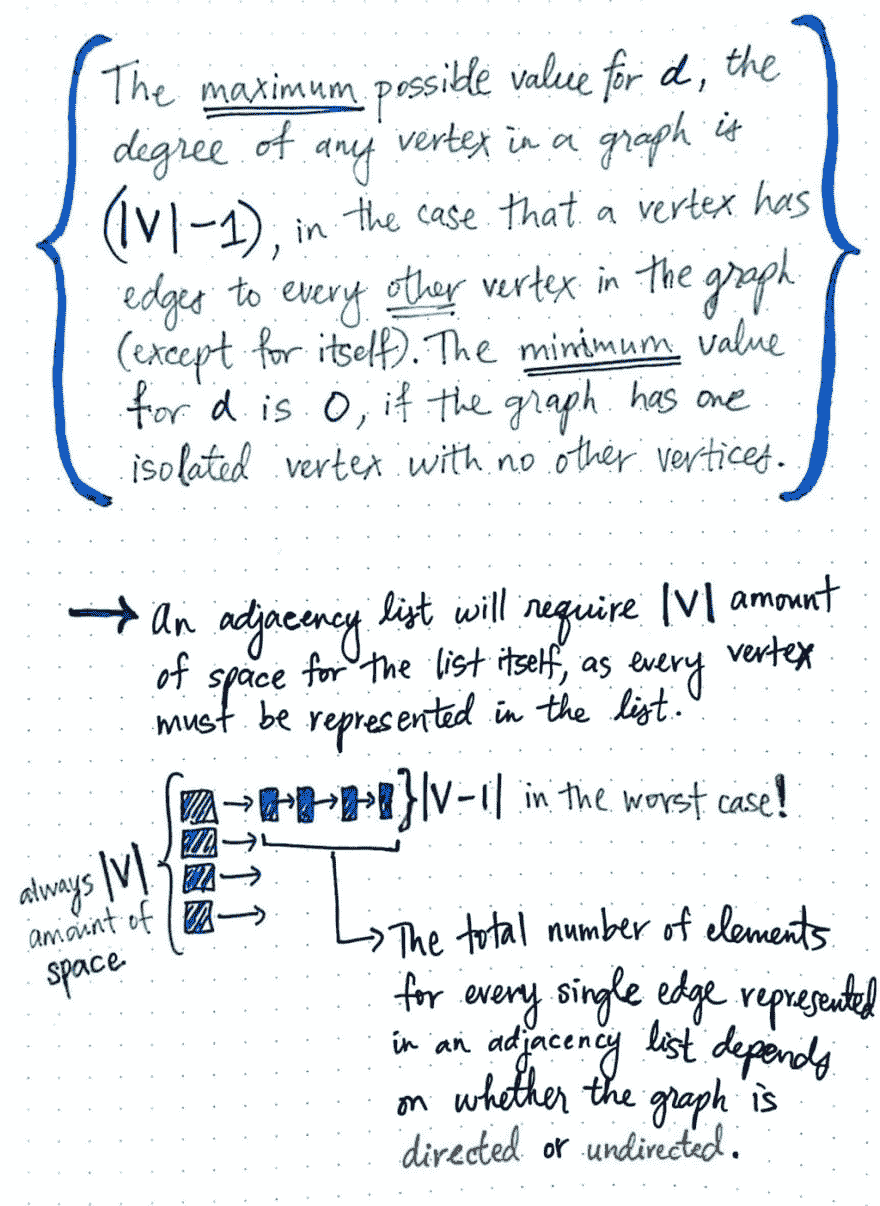 The maximum possible value for d, the
degree of any vertex in a graph is
(|V|-1), in the case that a vertex has
edges to every other vertex in the graph
(except for itself). The minimum value
for d is 0, if the graph has one
isolated vertex with no other vertices.
→ An adjacency list will require |V| amount
of space for the list itself, as every vertex
must be represented in the list.
|V-1| in the worst case!
always |V|
amount of
space
The total number of elements
for every single edge represented
in an adjacency list depends
on whether the graph is
directed or undirected.